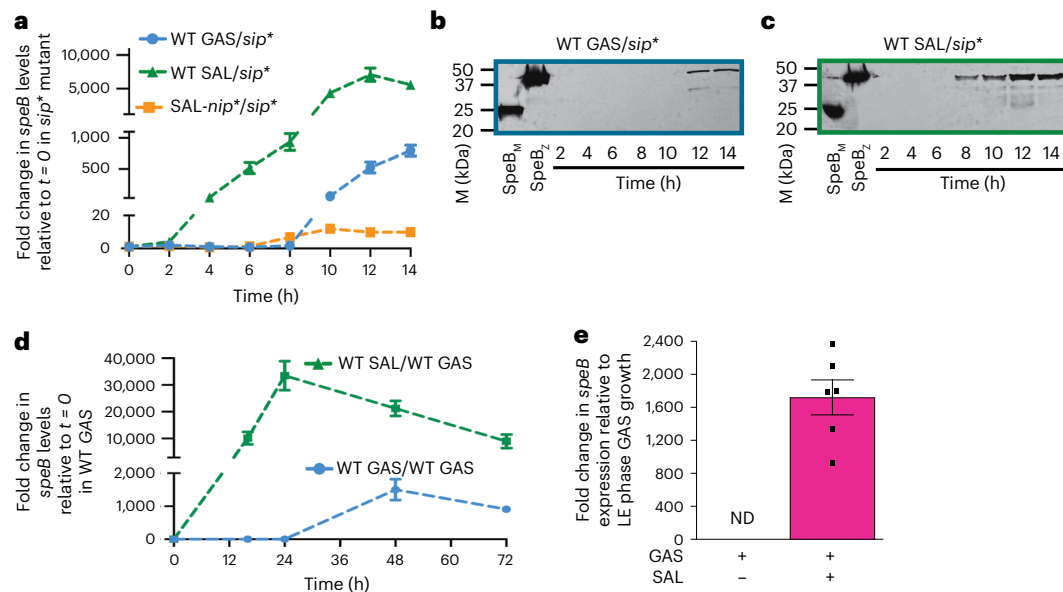 a
Fold change in speB levels
relative to t = 0 in sip* mutant
10,000
5,000
1,000
500
20
0
WT GAS/sip*
WT SAL/sip*
SAL-nip*/sip*
0 2 4 6 8 10 12 14
Time (h)
b
WT GAS/sip*
50
37
25
20
M (kDa)
SpeB_M
SpeB_Z
2 4 6 8 10 12 14
Time (h)
c
WT SAL/sip*
50
37
25
20
M (kDa)
SpeB_M
SpeB_Z
2 4 6 8 10 12 14
Time (h)
d
Fold change in
speB levels
relative to t = 0
in WT GAS
40,000
30,000
20,000
10,000
2,000
1,000
0
WT SAL/WT GAS
WT GAS/WT GAS
0 12 24 36 48 60 72
Time (h)
e
Fold change in speB
expression relative to
LE phase GAS growth
2,400
2,000
1,600
1,200
800
400
0
ND
GAS + +
SAL − +